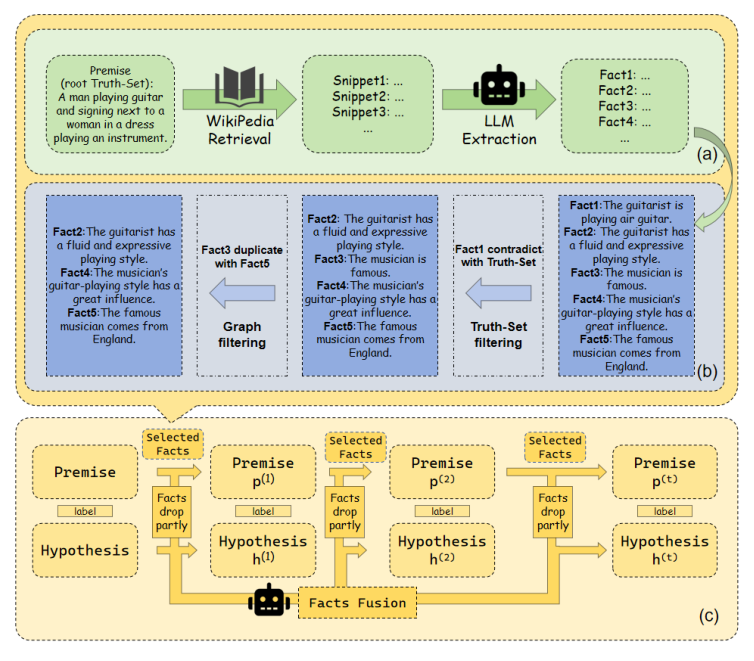 Premise
(root Truth-Set):
A man playing guitar
and signing next to a
woman in a dress
playing an instrument.
WikiPedia
Retrieval
Snippet1: ...
Snippet2: ...
Snippet3: ...
...
LLM
Extraction
Fact1: ...
Fact2: ...
Fact3: ...
Fact4: ...
...
(a)
Fact2:The guitarist has
a fluid and expressive
playing style.
Fact4:The musician's
guitar-playing style has a
great influence.
Fact5:The famous
musician comes from
England.
Fact3 duplicate
with Fact5
Graph
filtering
Fact2: The guitarist has
a fluid and expressive
playing style.
Fact3:The musician is
famous.
Fact4:The musician's
guitar-playing style has a
great influence.
Fact5:The famous
musician comes from
England.
Fact1 contradict
with Truth-Set
Truth-Set
filtering
Fact1:The guitarist is
playing air guitar.
Fact2: The guitarist has
a fluid and expressive
playing style.
Fact3:The musician is
famous.
Fact4:The musician's
guitar-playing style has a
great influence.
Fact5:The famous
musician comes from
England.
(b)
Premise
label
Hypothesis
Selected
Facts
Facts
drop
partly
Premise
p(1)
label
Hypothesis
h(1)
Selected
Facts
Facts
drop
partly
Premise
p(2)
label
Hypothesis
h(2)
Selected
Facts
Facts
drop
partly
Premise
p(t)
label
Hypothesis
h(t)
Facts Fusion
(c)